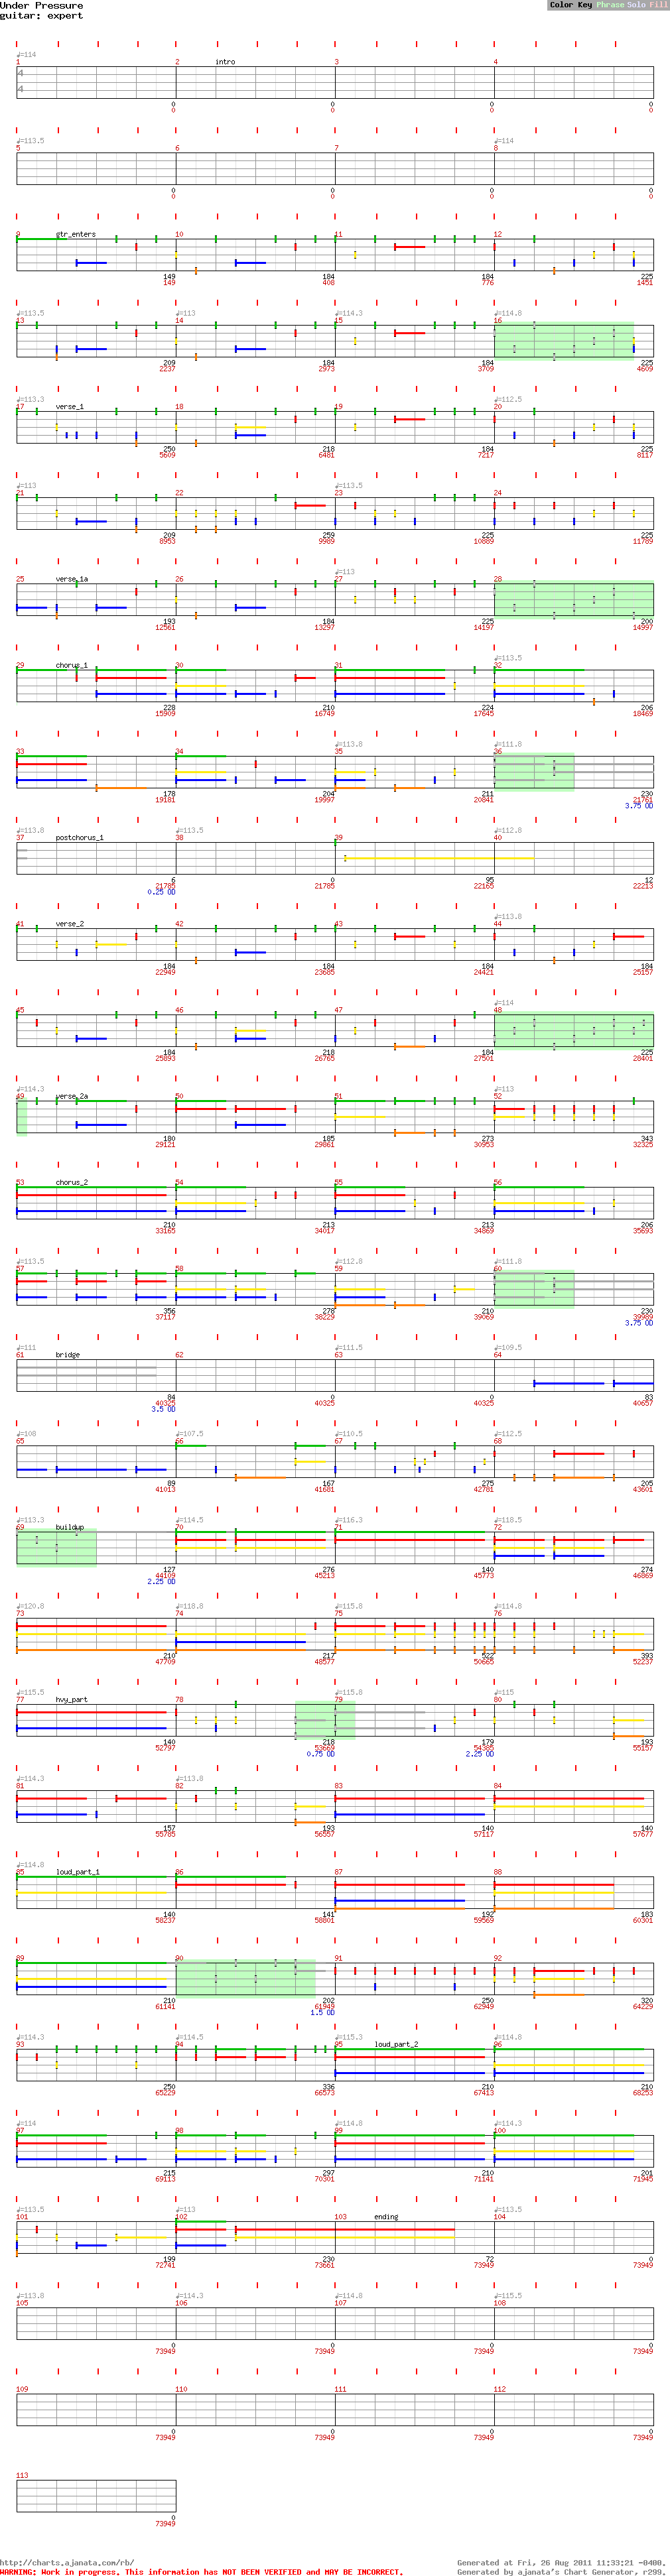 Under Pressure
Color Key Phrase Solo Fill
guitar: expert
♩=114
1 2 intro 3 4
4
4
0 0 0 0
0 0 0 0
♩=113.5 ♩=114
5 6 7 8
0 0 0 0
0 0 0 0
9 gtr_enters 10 11 12
149 184 184 225
149 408 776 1451
♩=113.5 ♩=113 ♩=114.3 ♩=114.8
13 14 15 16
209 184 184 225
2237 2973 3709 4609
♩=113.3 ♩=112.5
17 verse_1 18 19 20
250 218 184 225
5609 6481 7217 8117
♩=113 ♩=113.5
21 22 23 24
209 259 225 225
8953 9989 10889 11789
♩=113
25 verse_1a 26 27 28
193 184 225 200
12561 13297 14197 14997
♩=113.5
29 chorus_1 30 31 32
228 210 224 206
15909 16749 17645 18469
♩=113.8 ♩=111.8
33 34 35 36
178 204 211 230
19181 19997 20841 21761
3.75 OD
♩=113.8 ♩=113.5 ♩=112.8
37 postchorus_1 38 39 40
6 0 95 12
21785 21785 22165 22213
0.25 OD
♩=113.8
41 verse_2 42 43 44
184 184 184 184
22949 23685 24421 25157
♩=114
45 46 47 48
184 218 184 225
25893 26765 27501 28401
♩=114.3 ♩=113
49 verse_2a 50 51 52
180 185 273 343
29121 29861 30953 32325
53 chorus_2 54 55 56
210 213 213 206
33165 34017 34869 35693
♩=113.5 ♩=112.8 ♩=111.8
57 58 59 60
356 278 210 230
37117 38229 39069 39989
3.75 OD
♩=111 ♩=111.5 ♩=109.5
61 bridge 62 63 64
84 0 0 83
40325 40325 40325 40657
3.5 OD
♩=108 ♩=107.5 ♩=110.5 ♩=112.5
65 66 67 68
89 167 275 205
41013 41681 42781 43601
♩=113.3 ♩=114.5 ♩=116.3 ♩=118.5
69 buildup 70 71 72
127 276 140 274
44109 45213 45773 46869
2.25 OD
♩=120.8 ♩=118.8 ♩=115.8 ♩=114.8
73 74 75 76
210 217 522 393
47709 48577 50665 52237
♩=115.5 ♩=115.8 ♩=115
77 hvy_part 78 79 80
140 218 179 193
52797 53669 54385 55157
0.75 OD 2.25 OD
♩=114.3 ♩=113.8
81 82 83 84
157 193 140 140
55785 56557 57117 57677
♩=114.8
85 loud_part_1 86 87 88
140 141 192 183
58237 58801 59569 60301
89 90 91 92
210 202 250 320
61141 61949 62949 64229
1.5 OD
♩=114.3 ♩=114.5 ♩=115.3 ♩=114.8
93 94 95 loud_part_2 96
250 336 210 210
65229 66573 67413 68253
♩=114 ♩=114.8 ♩=114.3
97 98 99 100
215 297 210 201
69113 70301 71141 71945
♩=113.5 ♩=113 ♩=113.5
101 102 103 ending 104
199 230 72 0
72741 73661 73949 73949
♩=113.8 ♩=114.3 ♩=114.8 ♩=115.5
105 106 107 108
0 0 0 0
73949 73949 73949 73949
109 110 111 112
0 0 0 0
73949 73949 73949 73949
113
0
73949
http://charts.ajanata.com/rb/ Generated at Fri, 26 Aug 2011 11:33:21 -0400.
WARNING: Work in progress. This information has NOT BEEN VERIFIED and MAY BE INCORRECT. Generated by ajanata's Chart Generator, r299.